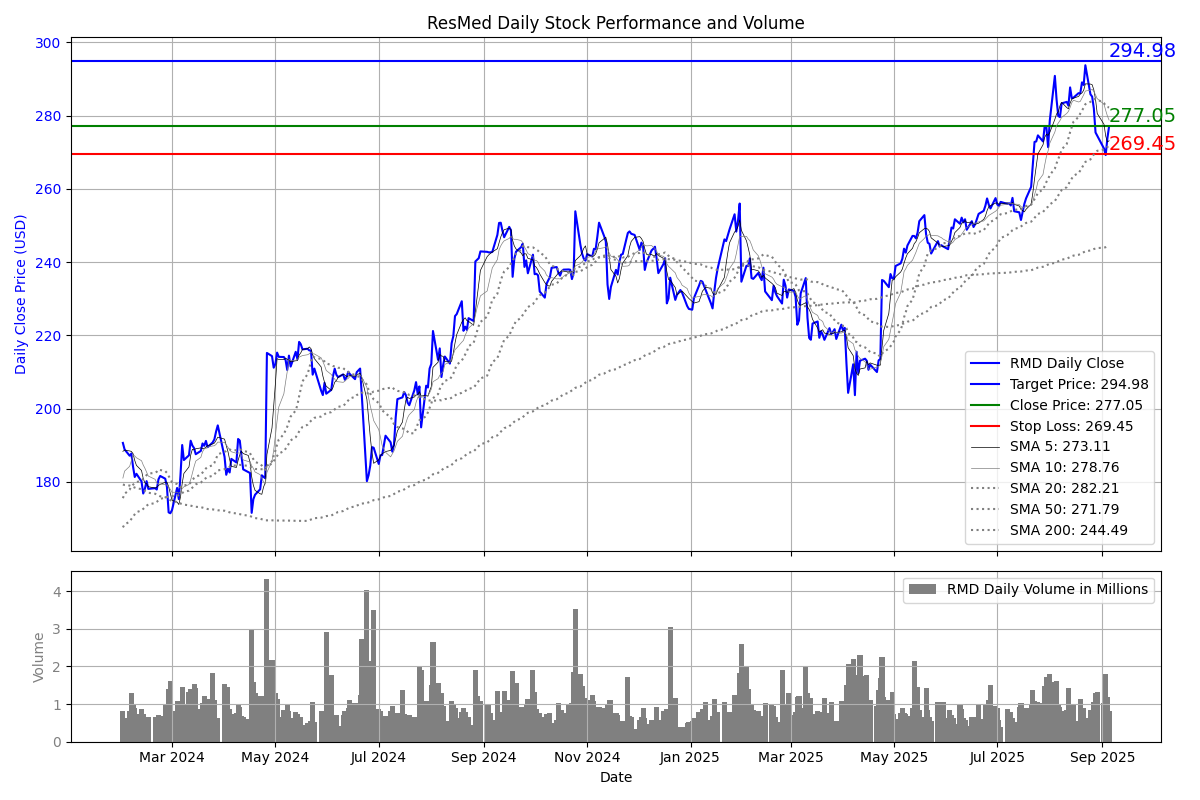 ResMed Daily Stock Performance and Volume
300
280
260
240
220
200
180
Daily Close Price (USD)
294.98
277.05
269.45
RMD Daily Close
Target Price: 294.98
Close Price: 277.05
Stop Loss: 269.45
SMA 5: 273.11
SMA 10: 278.76
SMA 20: 282.21
SMA 50: 271.79
SMA 200: 244.49
4
3
2
1
0
Volume
RMD Daily Volume in Millions
Mar 2024
May 2024
Jul 2024
Sep 2024
Nov 2024
Jan 2025
Mar 2025
May 2025
Jul 2025
Sep 2025
Date